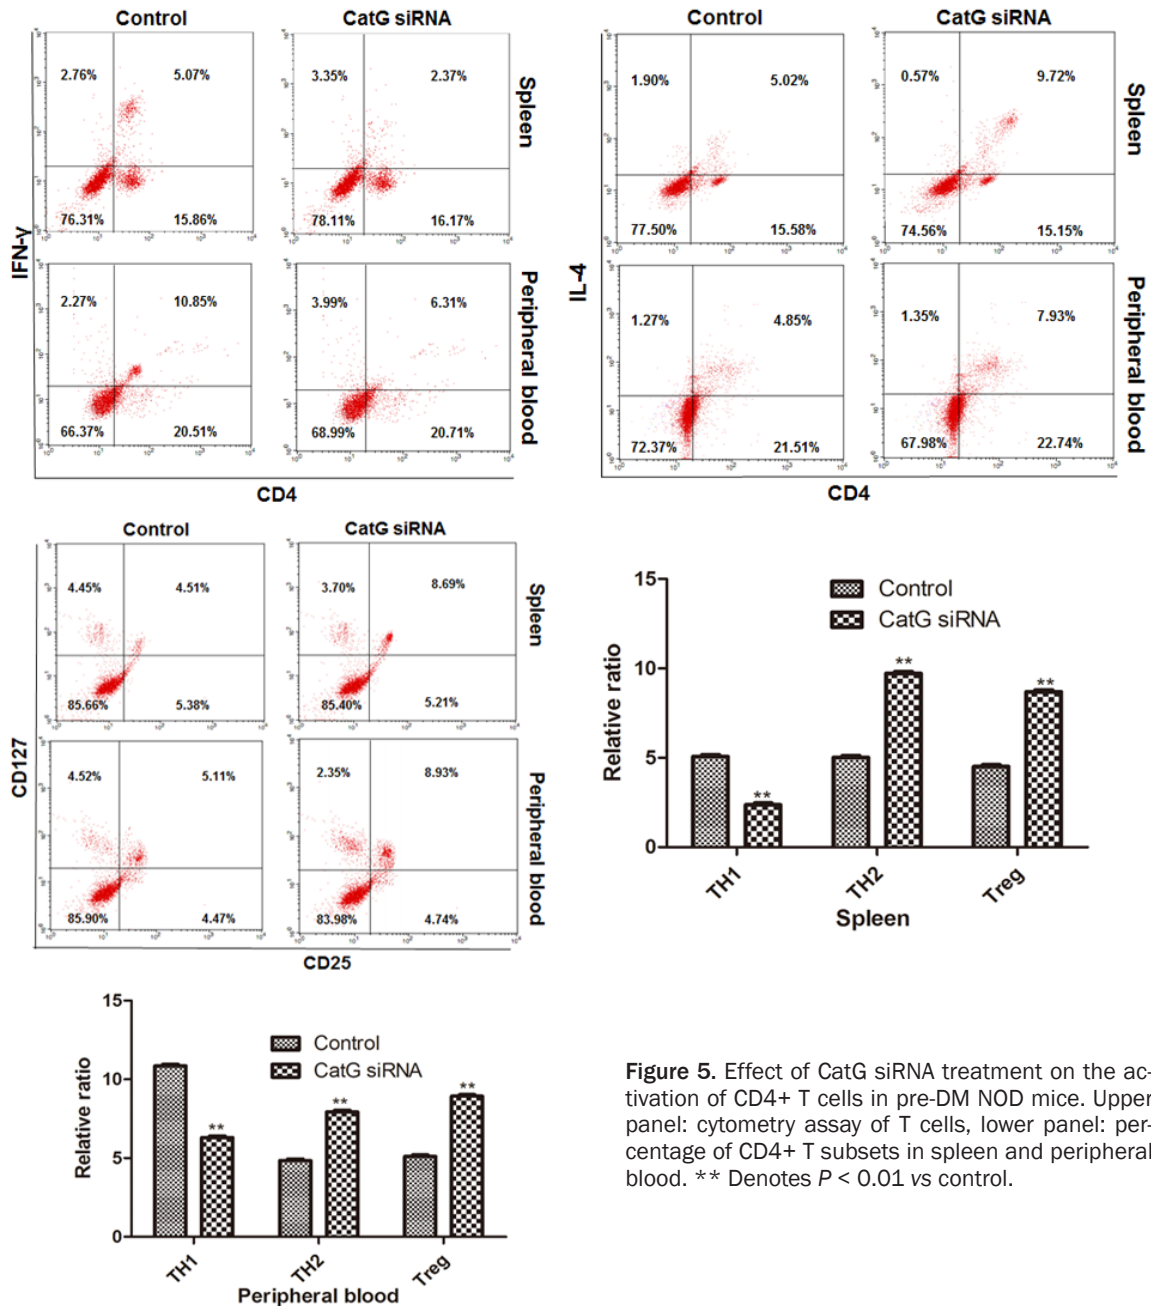 Control CatG siRNA
2.76% 5.07% 3.35% 2.37%
Spleen
76.31% 15.86% 78.11% 16.17%
IFN-γ
2.27% 10.85% 3.99% 6.31%
Peripheral blood
66.37% 20.51% 68.99% 20.71%
CD4
Control CatG siRNA
1.90% 5.02% 0.57% 9.72%
Spleen
77.50% 15.58% 74.56% 15.15%
IL-4
1.27% 4.85% 1.35% 7.93%
Peripheral blood
72.37% 21.51% 67.98% 22.74%
CD4
Control CatG siRNA
4.45% 4.51% 3.70% 8.69%
Spleen
85.66% 5.38% 85.40% 5.21%
CD127
4.52% 5.11% 2.35% 8.93%
Peripheral blood
85.90% 4.47% 83.98% 4.74%
CD25
15
10
5
0
Relative ratio
Control
CatG siRNA
**
**
**
TH1 TH2 Treg
Spleen
15
10
5
0
Relative ratio
Control
CatG siRNA
**
**
**
TH1 TH2 Treg
Peripheral blood
Figure 5. Effect of CatG siRNA treatment on the ac-
tivation of CD4+ T cells in pre-DM NOD mice. Upper
panel: cytometry assay of T cells, lower panel: per-
centage of CD4+ T subsets in spleen and peripheral
blood. ** Denotes P < 0.01 vs control.